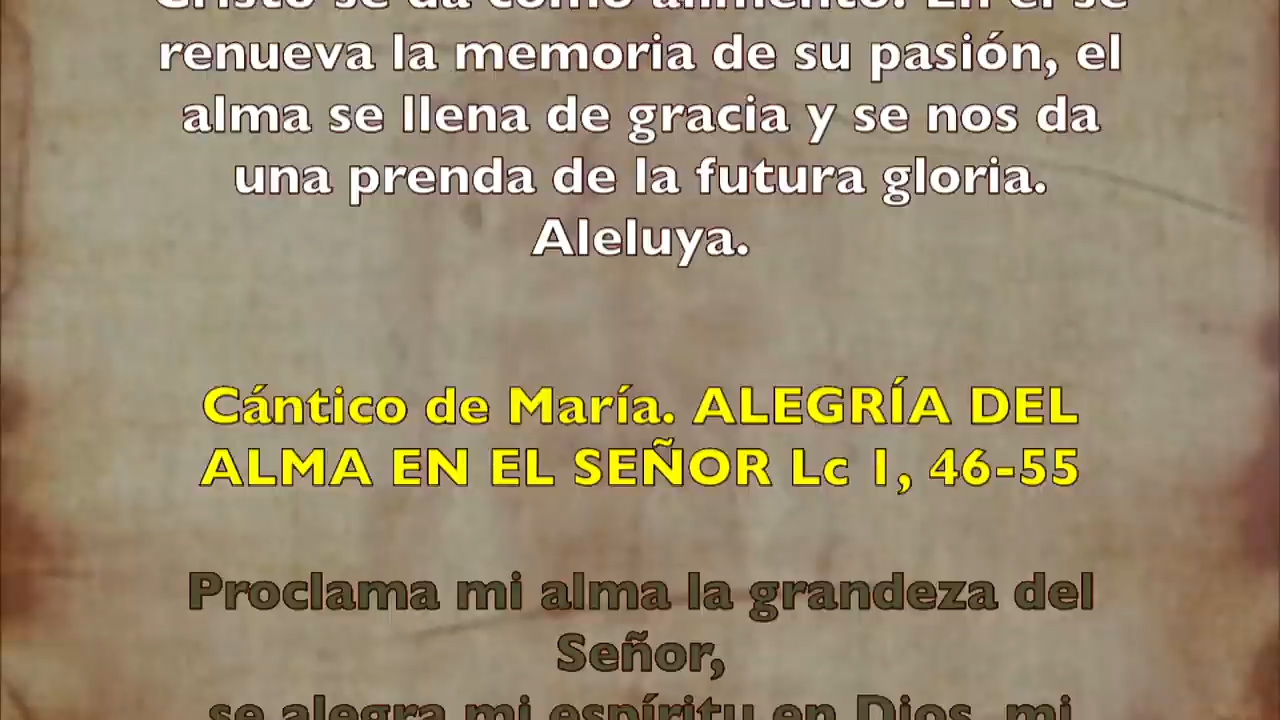 Cristo se da como alimento. En él se
renueva la memoria de su pasión, el
alma se llena de gracia y se nos da
una prenda de la futura gloria.
Aleluya.
Cántico de María. ALEGRÍA DEL
ALMA EN EL SEÑOR Lc 1, 46-55
Proclama mi alma la grandeza del
Señor,
se alegra mi espíritu en Dios, mi